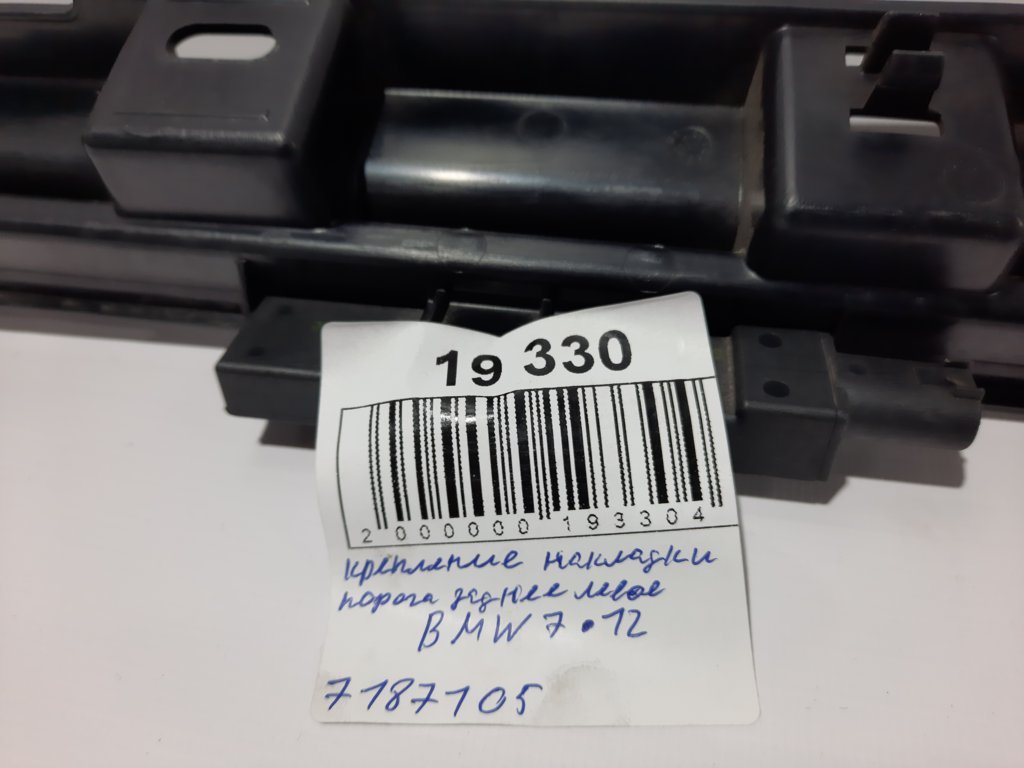 19 330
2 000000 193304
крепление накладки
порога заднее левое
BMW 7 • 12
7187105